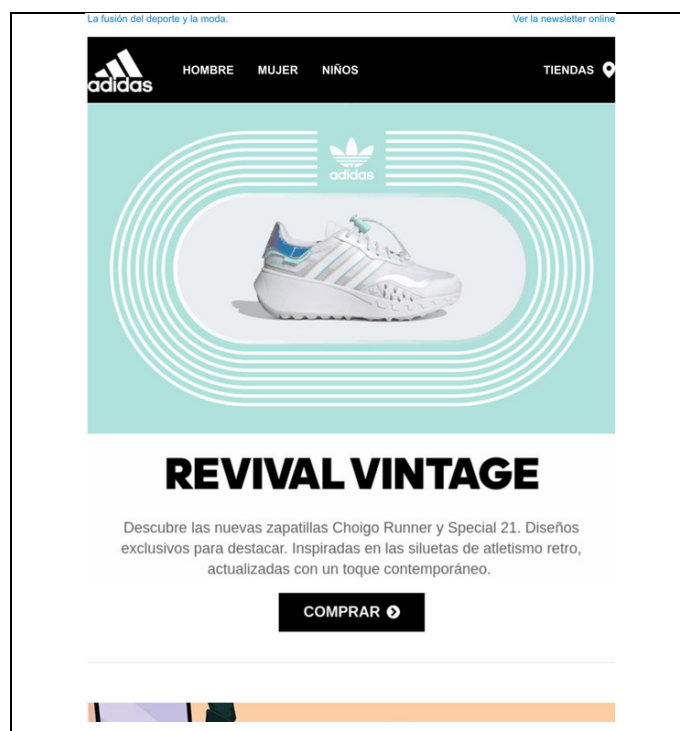 La fusión del deporte y la moda.
Ver la newsletter online
adidas
HOMBRE MUJER NIÑOS TIENDAS
adidas
REVIVAL VINTAGE
Descubre las nuevas zapatillas Choigo Runner y Special 21. Diseños
exclusivos para destacar. Inspiradas en las siluetas de atletismo retro,
actualizadas con un toque contemporáneo.
COMPRAR